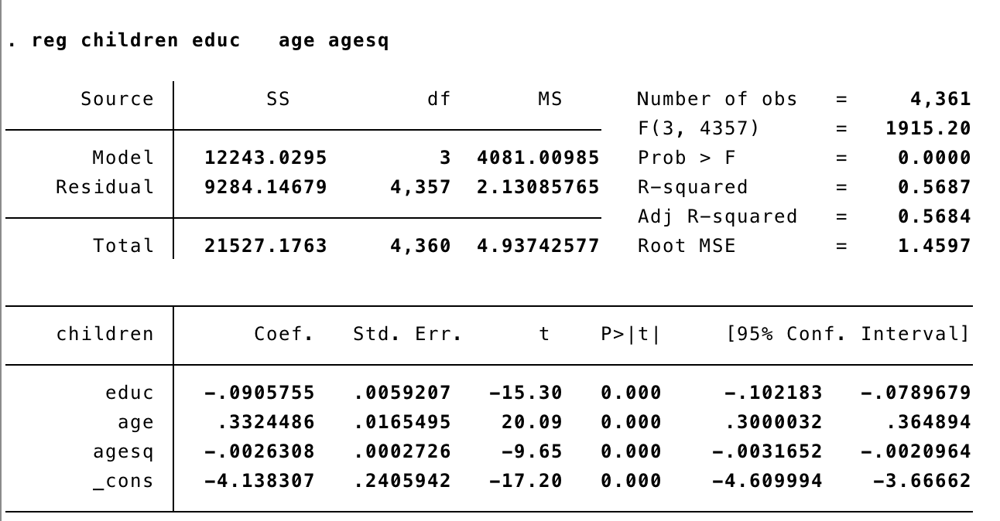 . reg children educ   age agesq
Source SS df MS Number of obs = 4,361
F(3, 4357) = 1915.20
Model 12243.0295 3 4081.00985 Prob > F = 0.0000
Residual 9284.14679 4,357 2.13085765 R-squared = 0.5687
Adj R-squared = 0.5684
Total 21527.1763 4,360 4.93742577 Root MSE = 1.4597
children Coef. Std. Err. t P>|t| [95% Conf. Interval]
educ -.0905755 .0059207 -15.30 0.000 -.102183 -.0789679
age .3324486 .0165495 20.09 0.000 .3000032 .364894
agesq -.0026308 .0002726 -9.65 0.000 -.0031652 -.0020964
_cons -4.138307 .2405942 -17.20 0.000 -4.609994 -3.66662